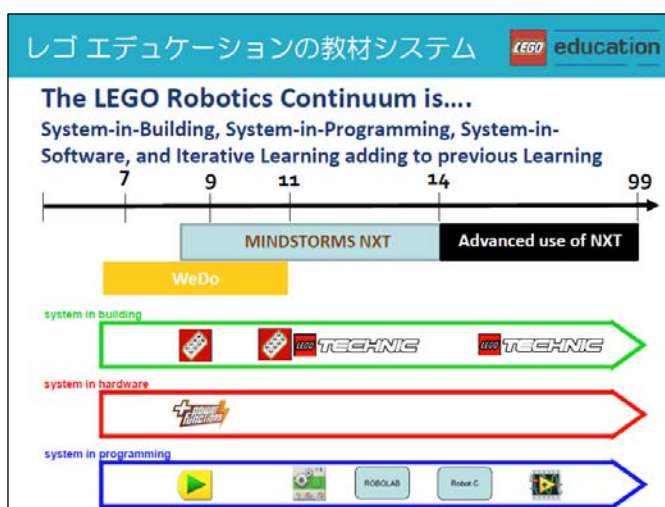 レゴ エデュケーションの教材システム
LEGO education
The LEGO Robotics Continuum is....
System-in-Building, System-in-Programming, System-in-
Software, and Iterative Learning adding to previous Learning
7 9 11 14 99
MINDSTORMS NXT Advanced use of NXT
WeDo
system in building
LEGO TECHNIC LEGO TECHNIC
system in hardware
+power functions
system in programming
ROBOLAB Robot C